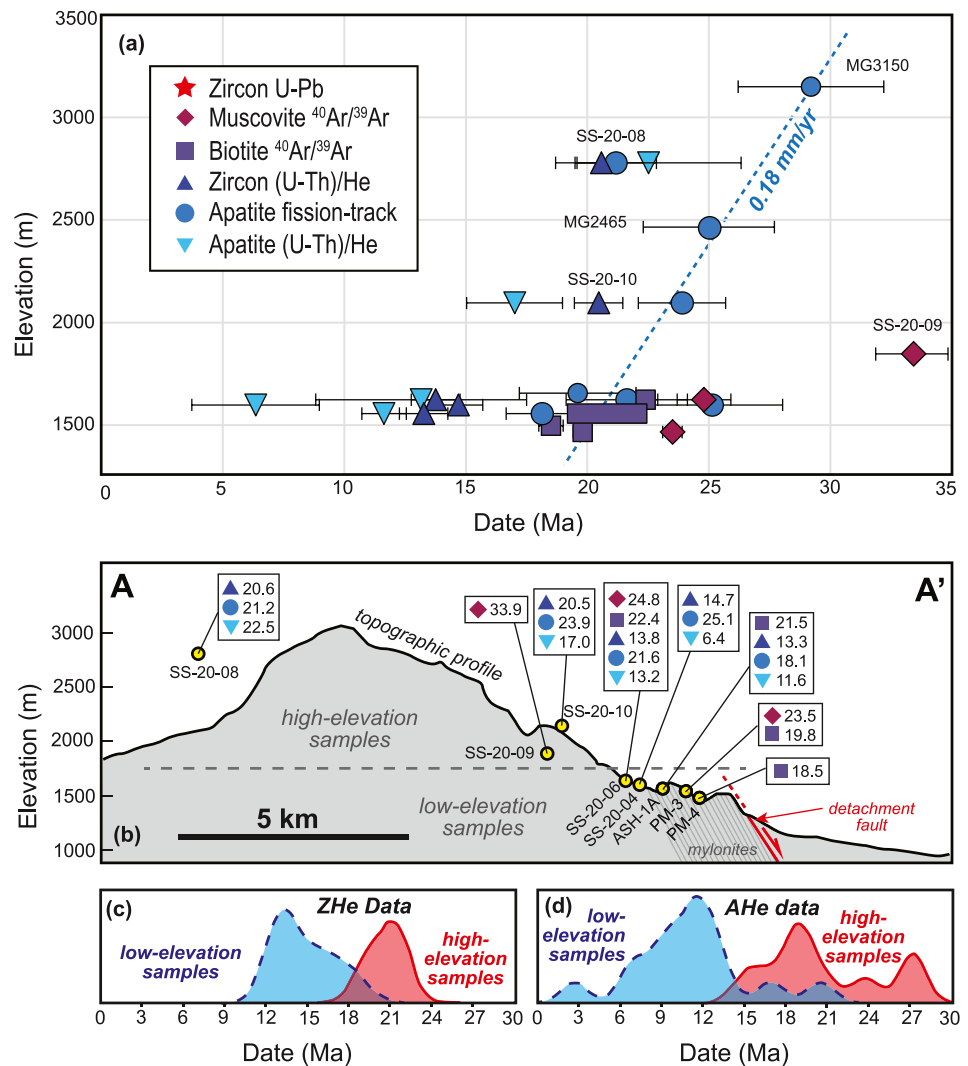 (a)
3500
3000
2500
2000
1500
Elevation (m)
Zircon U-Pb
Muscovite ⁴⁰Ar/³⁹Ar
Biotite ⁴⁰Ar/³⁹Ar
Zircon (U-Th)/He
Apatite fission-track
Apatite (U-Th)/He
MG3150
SS-20-08
0.18 mm/yr
MG2465
SS-20-10
SS-20-09
0 5 10 15 20 25 30 35
Date (Ma)
A
A'
20.6
21.2
22.5
SS-20-08
33.9
20.5
23.9
17.0
24.8
22.4
13.8
21.6
13.2
14.7
25.1
6.4
21.5
13.3
18.1
11.6
23.5
19.8
18.5
topographic profile
3000
2500
2000
1500
1000
Elevation (m)
high-elevation
samples
SS-20-09
SS-20-10
low-elevation
samples
SS-20-06
SS-20-04
ASH-1A
PM-3
PM-4
detachment
fault
mylonites
5 km
(b)
(c)
ZHe Data
low-elevation
samples
high-
elevation
samples
0 3 6 9 12 15 18 21 24 27 30
Date (Ma)
(d)
AHe data
low-
elevation
samples
high-
elevation
samples
0 3 6 9 12 15 18 21 24 27 30
Date (Ma)